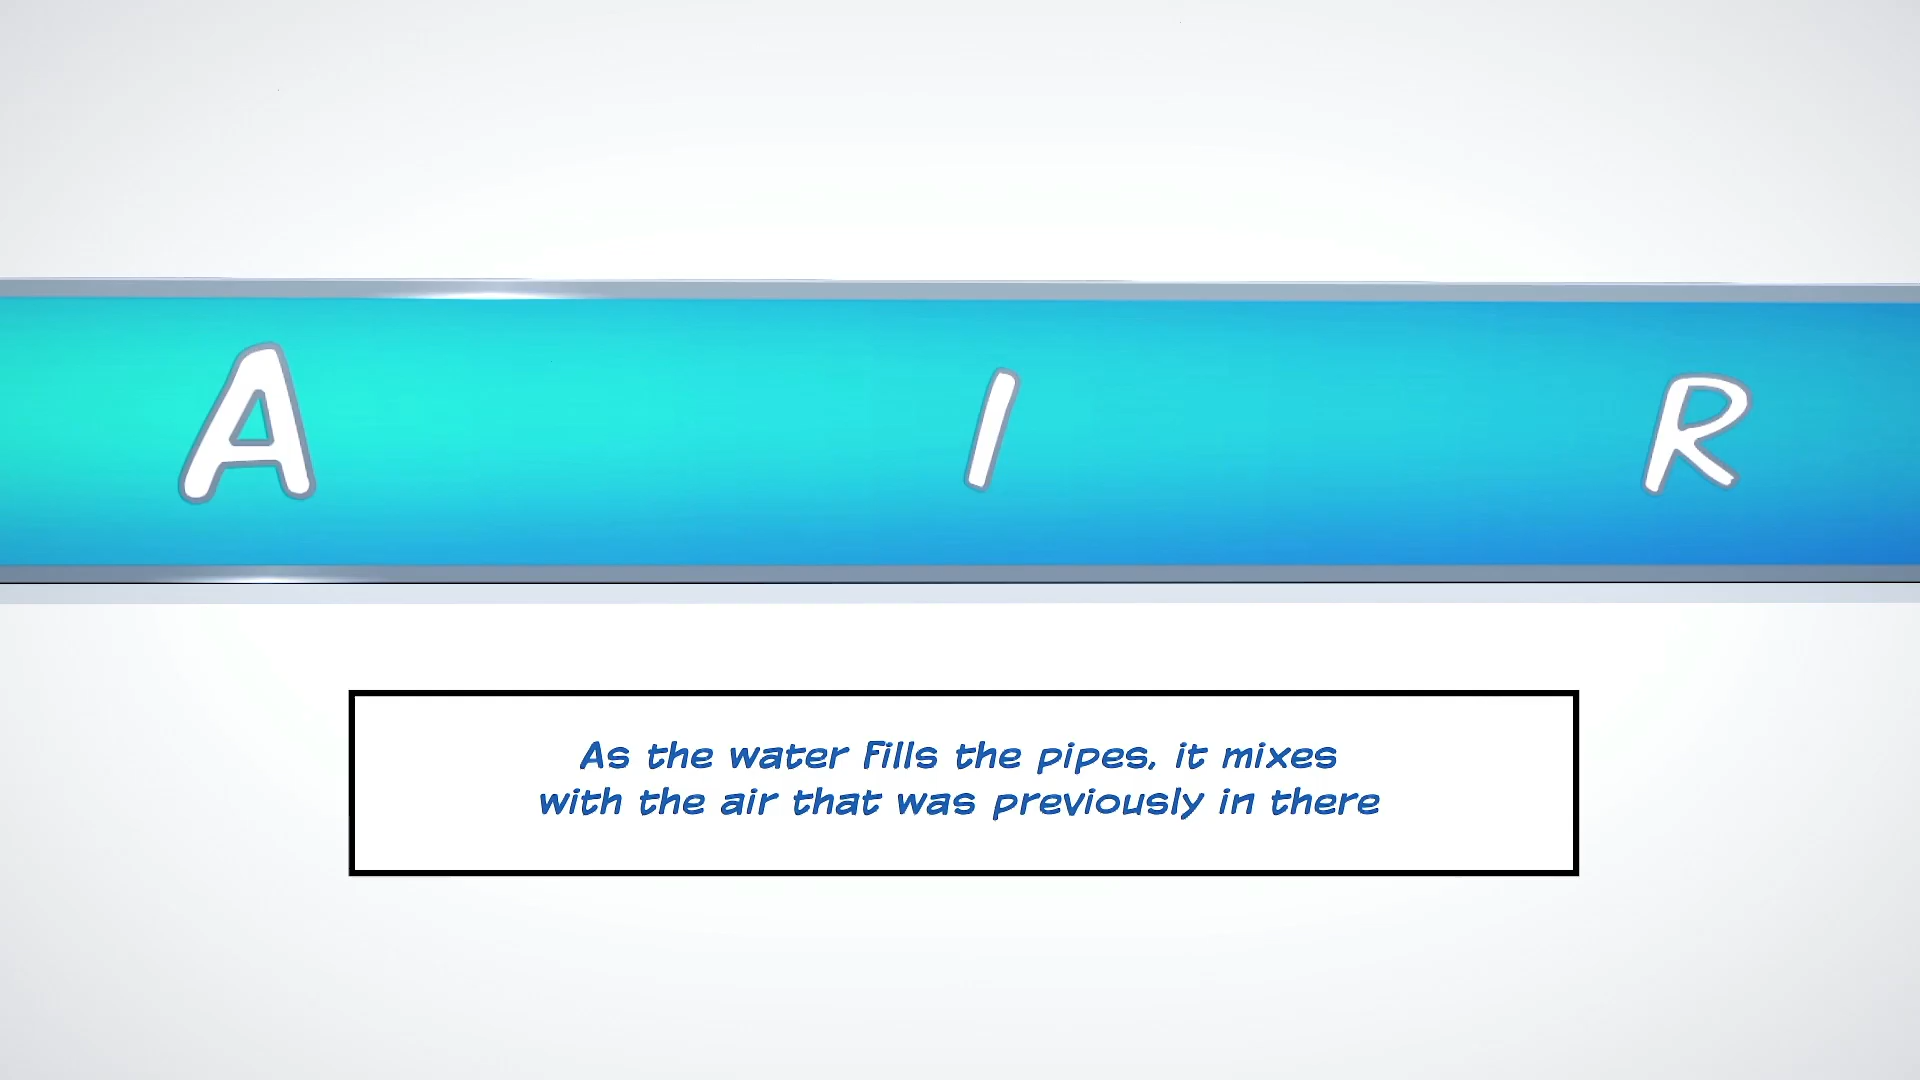 A I R
As the water fills the pipes, it mixes
with the air that was previously in there